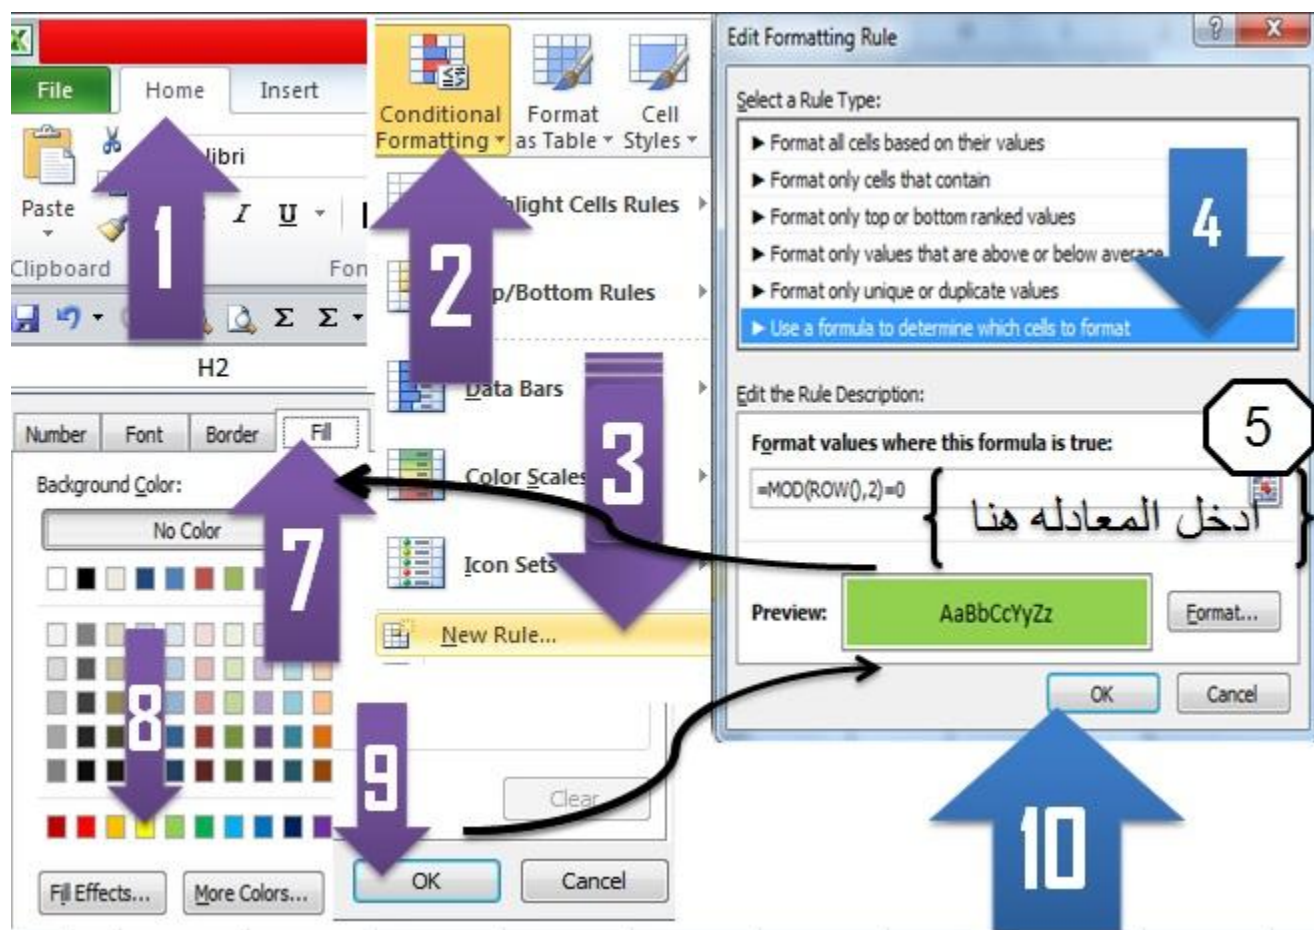 File Home Insert
Paste
I U
Clipboard
Σ Σ
H2
1
Conditional Formatting
Format as Table
Cell Styles
Cells Rules
Rules
Data Bars
Color Scales
Icon Sets
New Rule...
2
3
Edit Formatting Rule
? X
Select a Rule Type:
► Format all cells based on their values
► Format only cells that contain
► Format only top or bottom ranked values
► Format only values that are above or below average
► Format only unique or duplicate values
► Use a formula to determine which cells to format
4
Edit the Rule Description:
5
Format values where this formula is true:
=MOD(ROW(),2)=0
ادخل المعادله هنا
Preview: AaBbCcYyZz Format...
OK Cancel
10
Number Font Border Fill
Background Color:
No Color
7
8
Fill Effects... More Colors...
9
Clear
OK Cancel